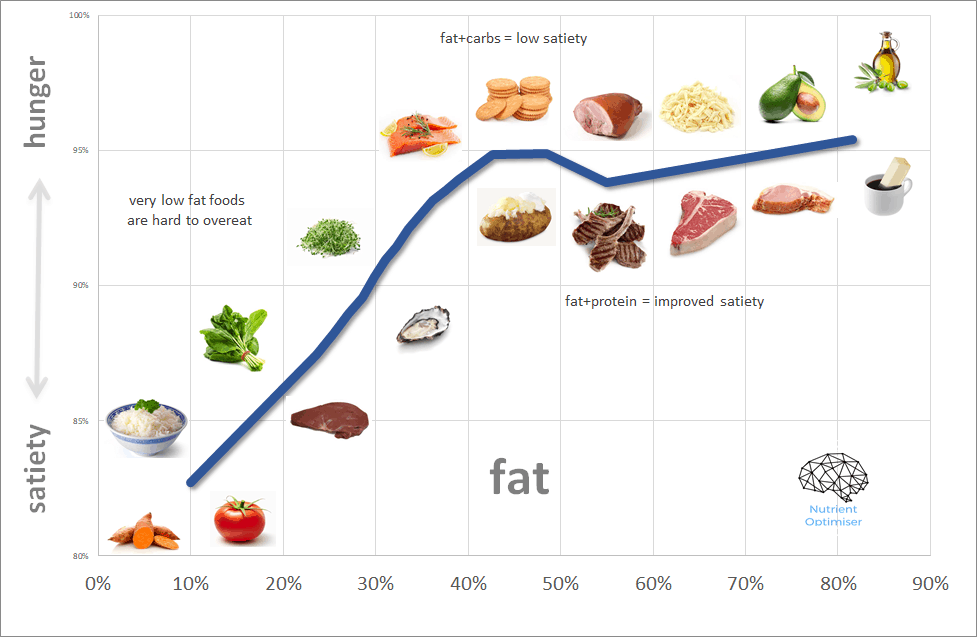 100%
fat+carbs = low satiety
hunger
95%
very low fat foods
are hard to overeat
90%
fat+protein = improved satiety
85%
satiety
fat
Nutrient
Optimiser
80%
0%
10%
20%
30%
40%
50%
60%
70%
80%
90%